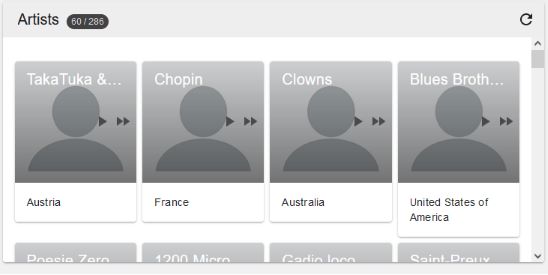 Artists 60 / 286
TakaTuka &... Chopin Clowns Blues Broth...
Austria France Australia United States of
America
Poesie Zero 1200 Micro Gadjo loco Saint-Preux